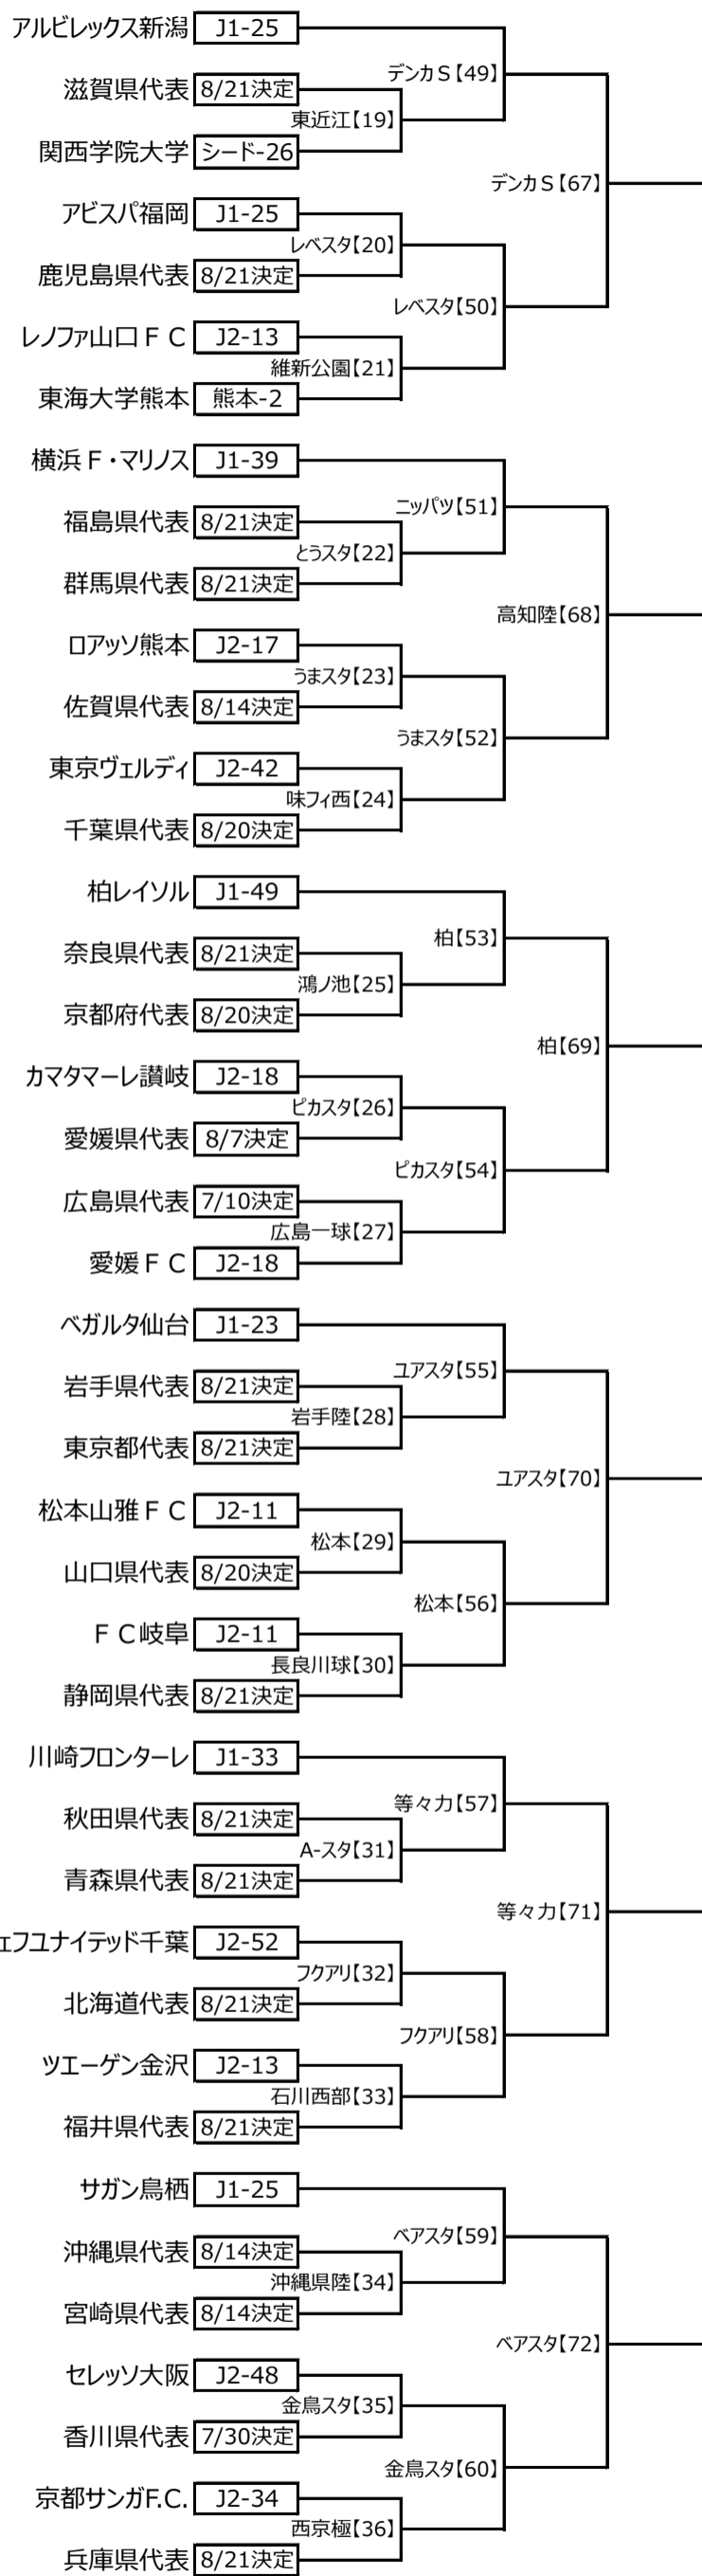 アルビレックス新潟 J1-25
デンカS【49】
滋賀県代表 8/21決定
東近江【19】
関西学院大学 シード-26
デンカS【67】
アビスパ福岡 J1-25
レベスタ【20】
鹿児島県代表 8/21決定
レベスタ【50】
レノファ山口FC J2-13
維新公園【21】
東海大学熊本 熊本-2
横浜F・マリノス J1-39
ニッパツ【51】
福島県代表 8/21決定
とうスタ【22】
群馬県代表 8/21決定
高知陸【68】
ロアッソ熊本 J2-17
うまスタ【23】
佐賀県代表 8/14決定
うまスタ【52】
東京ヴェルディ J2-42
味フィ西【24】
千葉県代表 8/20決定
柏レイソル J1-49
柏【53】
奈良県代表 8/21決定
鴻ノ池【25】
京都府代表 8/20決定
柏【69】
カマタマーレ讃岐 J2-18
ピカスタ【26】
愛媛県代表 8/7決定
ピカスタ【54】
広島県代表 7/10決定
広島一球【27】
愛媛FC J2-18
ベガルタ仙台 J1-23
ユアスタ【55】
岩手県代表 8/21決定
岩手陸【28】
東京都代表 8/21決定
ユアスタ【70】
松本山雅FC J2-11
松本【29】
山口県代表 8/20決定
松本【56】
FC岐阜 J2-11
長良川球【30】
静岡県代表 8/21決定
川崎フロンターレ J1-33
等々力【57】
秋田県代表 8/21決定
A-スタ【31】
青森県代表 8/21決定
等々力【71】
ェフユナイテッド千葉 J2-52
フクアリ【32】
北海道代表 8/21決定
フクアリ【58】
ツエーゲン金沢 J2-13
石川西部【33】
福井県代表 8/21決定
サガン鳥栖 J1-25
ベアスタ【59】
沖縄県代表 8/14決定
沖縄県陸【34】
宮崎県代表 8/14決定
ベアスタ【72】
セレッソ大阪 J2-48
金鳥スタ【35】
香川県代表 7/30決定
金鳥スタ【60】
京都サンガF.C. J2-34
西京極【36】
兵庫県代表 8/21決定